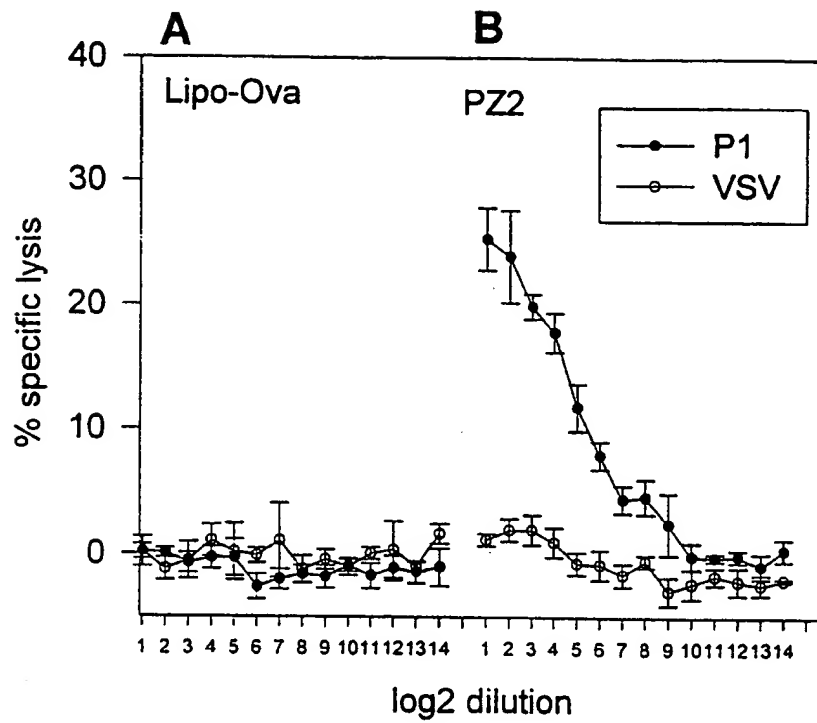 A B
40
Lipo-Ova PZ2
P1
VSV
30
% specific lysis
20
10
0
1 2 3 4 5 6 7 8 9 10 11 12 13 14 1 2 3 4 5 6 7 8 9 10 11 12 13 14
log2 dilution